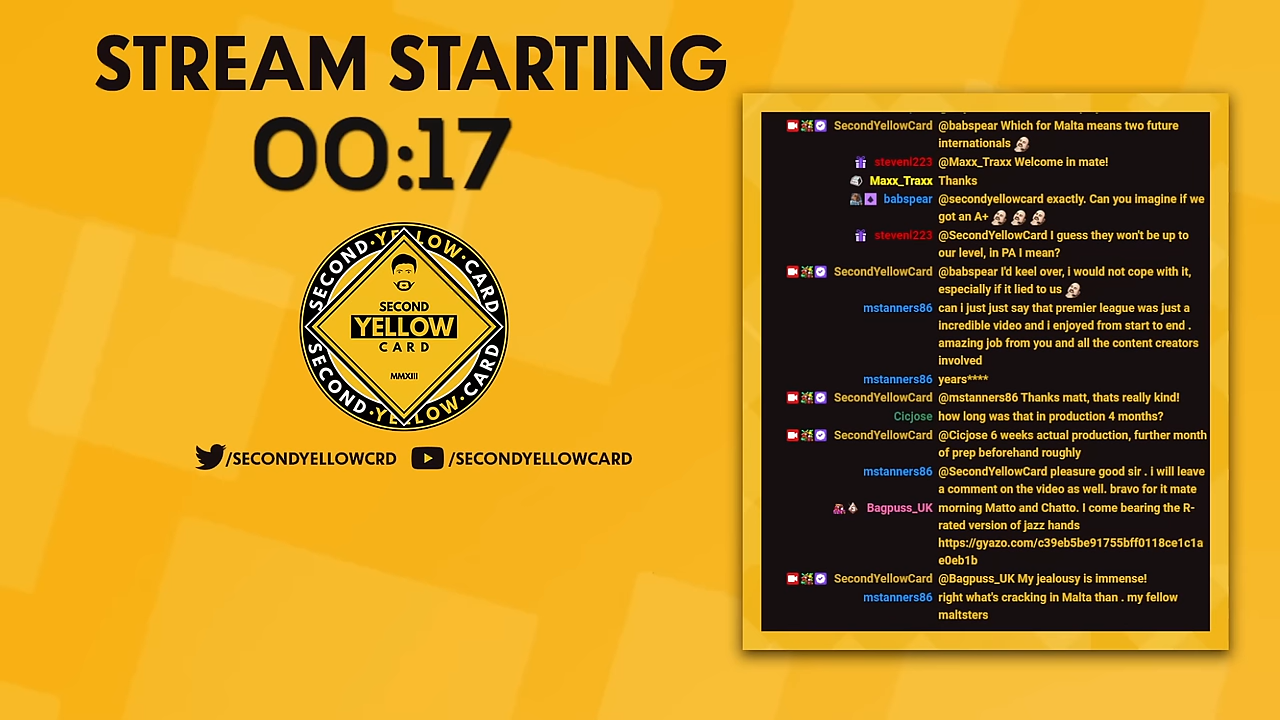 STREAM STARTING
00:17
SECOND·YELLOW·CARD
SECOND
YELLOW
CARD
MMXIII
SECOND·YELLOW·CARD
/SECONDYELLOWCRD /SECONDYELLOWCARD
SecondYellowCard @babspear Which for Malta means two future
internationals
steveni223 @Maxx_Traxx Welcome in mate!
Maxx_Traxx Thanks
babspear @secondyellowcard exactly. Can you imagine if we
got an A+
steveni223 @SecondYellowCard I guess they won't be up to
our level, in PA I mean?
SecondYellowCard @babspear I'd keel over, i would not cope with it,
especially if it lied to us
mstanners86 can i just just say that premier league was just a
incredible video and i enjoyed from start to end .
amazing job from you and all the content creators
involved
mstanners86 years****
SecondYellowCard @mstanners86 Thanks matt, thats really kind!
Cicjose how long was that in production 4 months?
SecondYellowCard @Cicjose 6 weeks actual production, further month
of prep beforehand roughly
mstanners86 @SecondYellowCard pleasure good sir . i will leave
a comment on the video as well. bravo for it mate
Bagpuss_UK morning Matto and Chatto. I come bearing the R-
rated version of jazz hands
https://gyazo.com/c39eb5be91755bff0118ce1c1a
e0eb1b
SecondYellowCard @Bagpuss_UK My jealousy is immense!
mstanners86 right what's cracking in Malta than . my fellow
maltsters